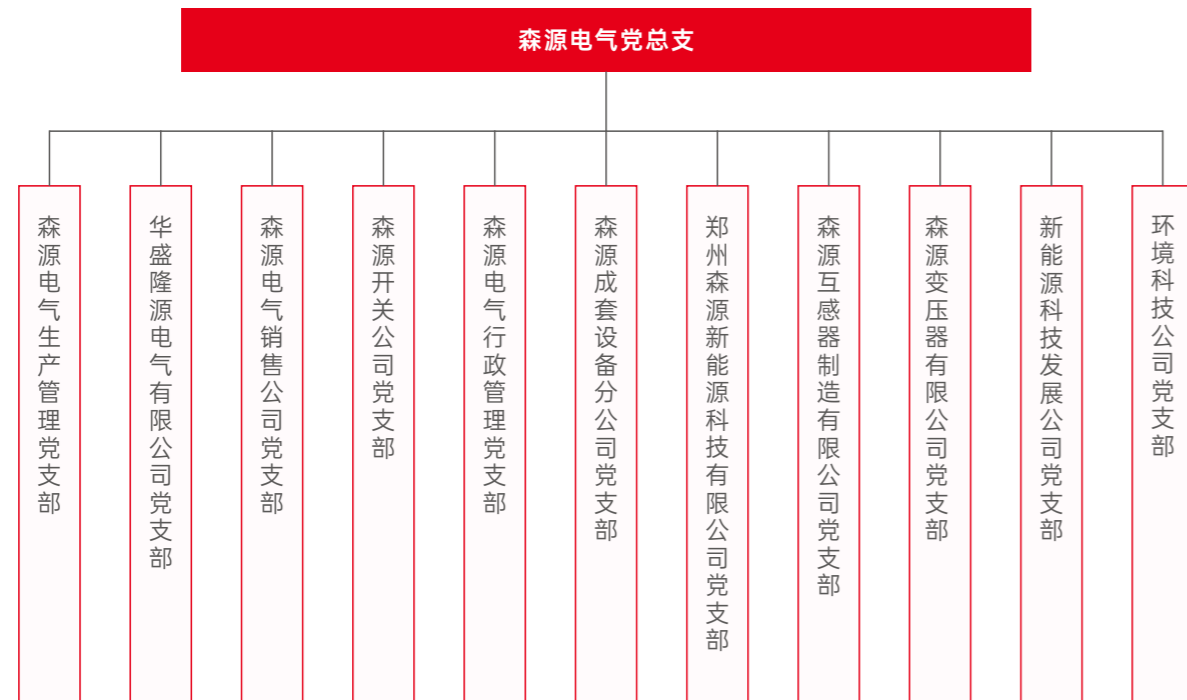 森源电气党总支
森源电气生产管理党支部
华盛隆源电气有限公司党支部
森源电气销售公司党支部
森源开关公司党支部
森源电气行政管理党支部
森源成套设备分公司党支部
郑州森源新能源科技有限公司党支部
森源互感器制造有限公司党支部
森源变压器有限公司党支部
新能源科技发展公司党支部
环境科技公司党支部